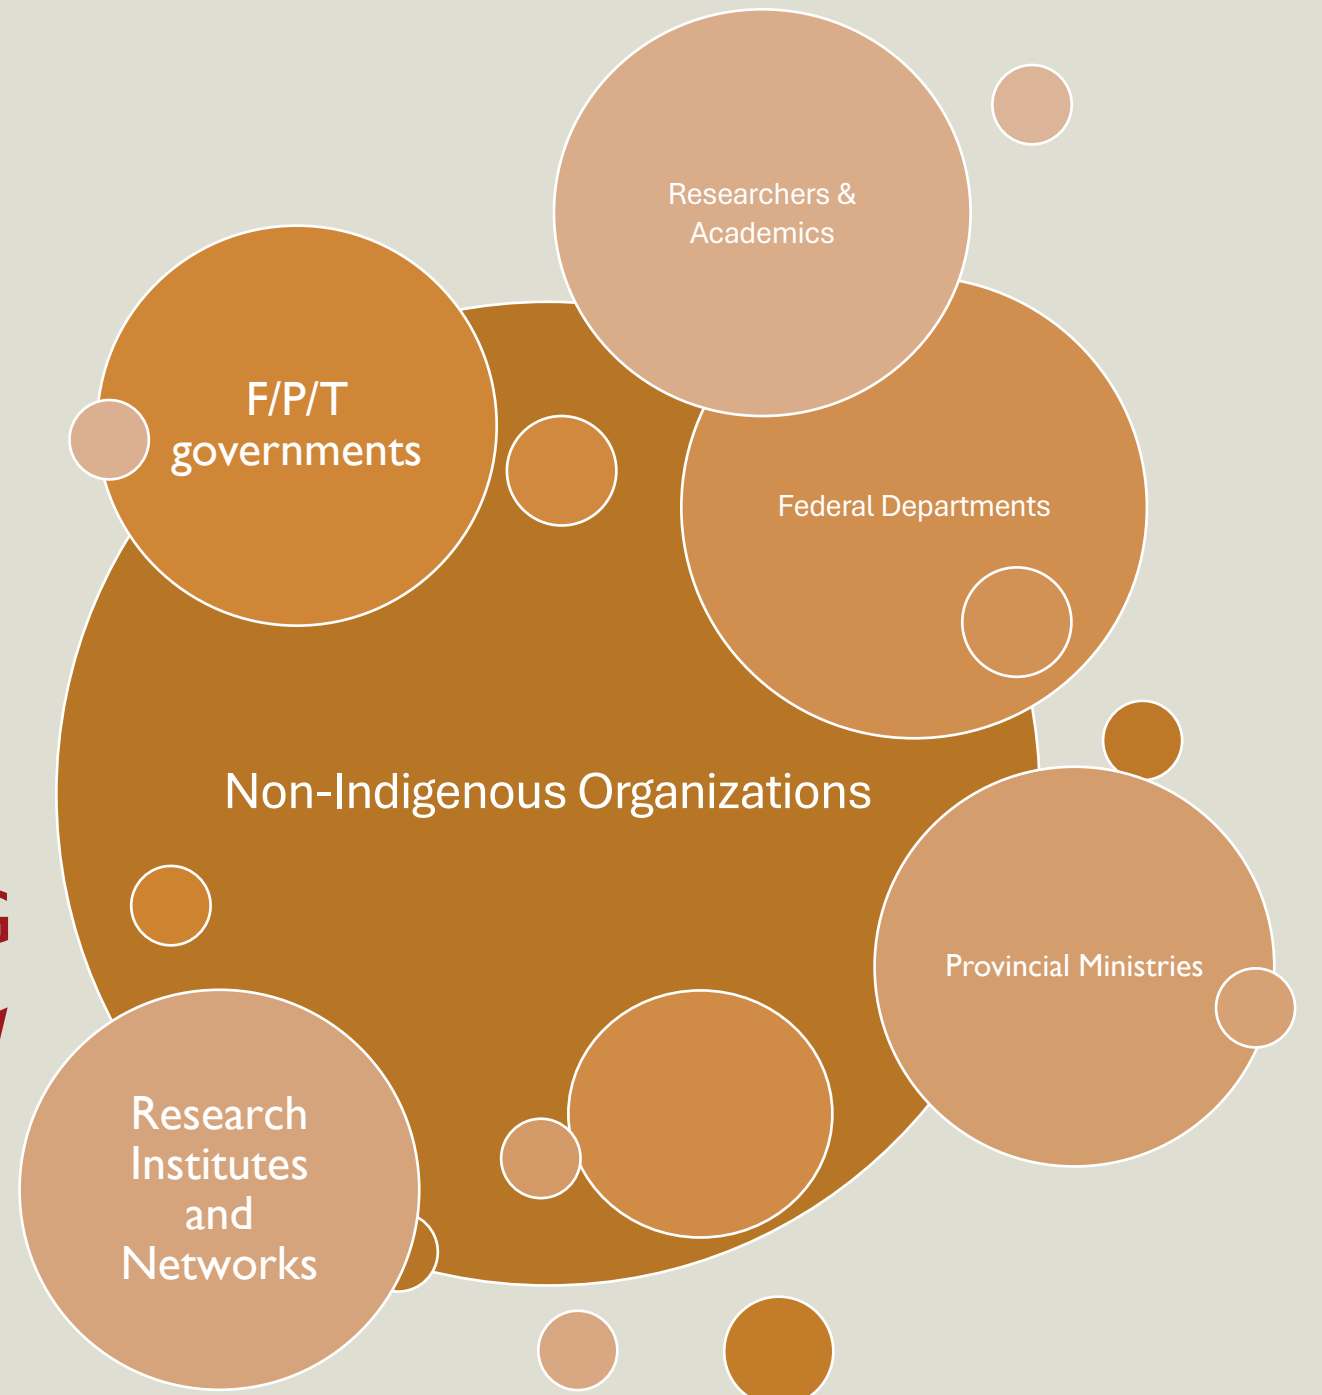 Researchers &
Academics
F/P/T
governments
Federal Departments
Non-Indigenous Organizations
Provincial Ministries
Research
Institutes
and
Networks